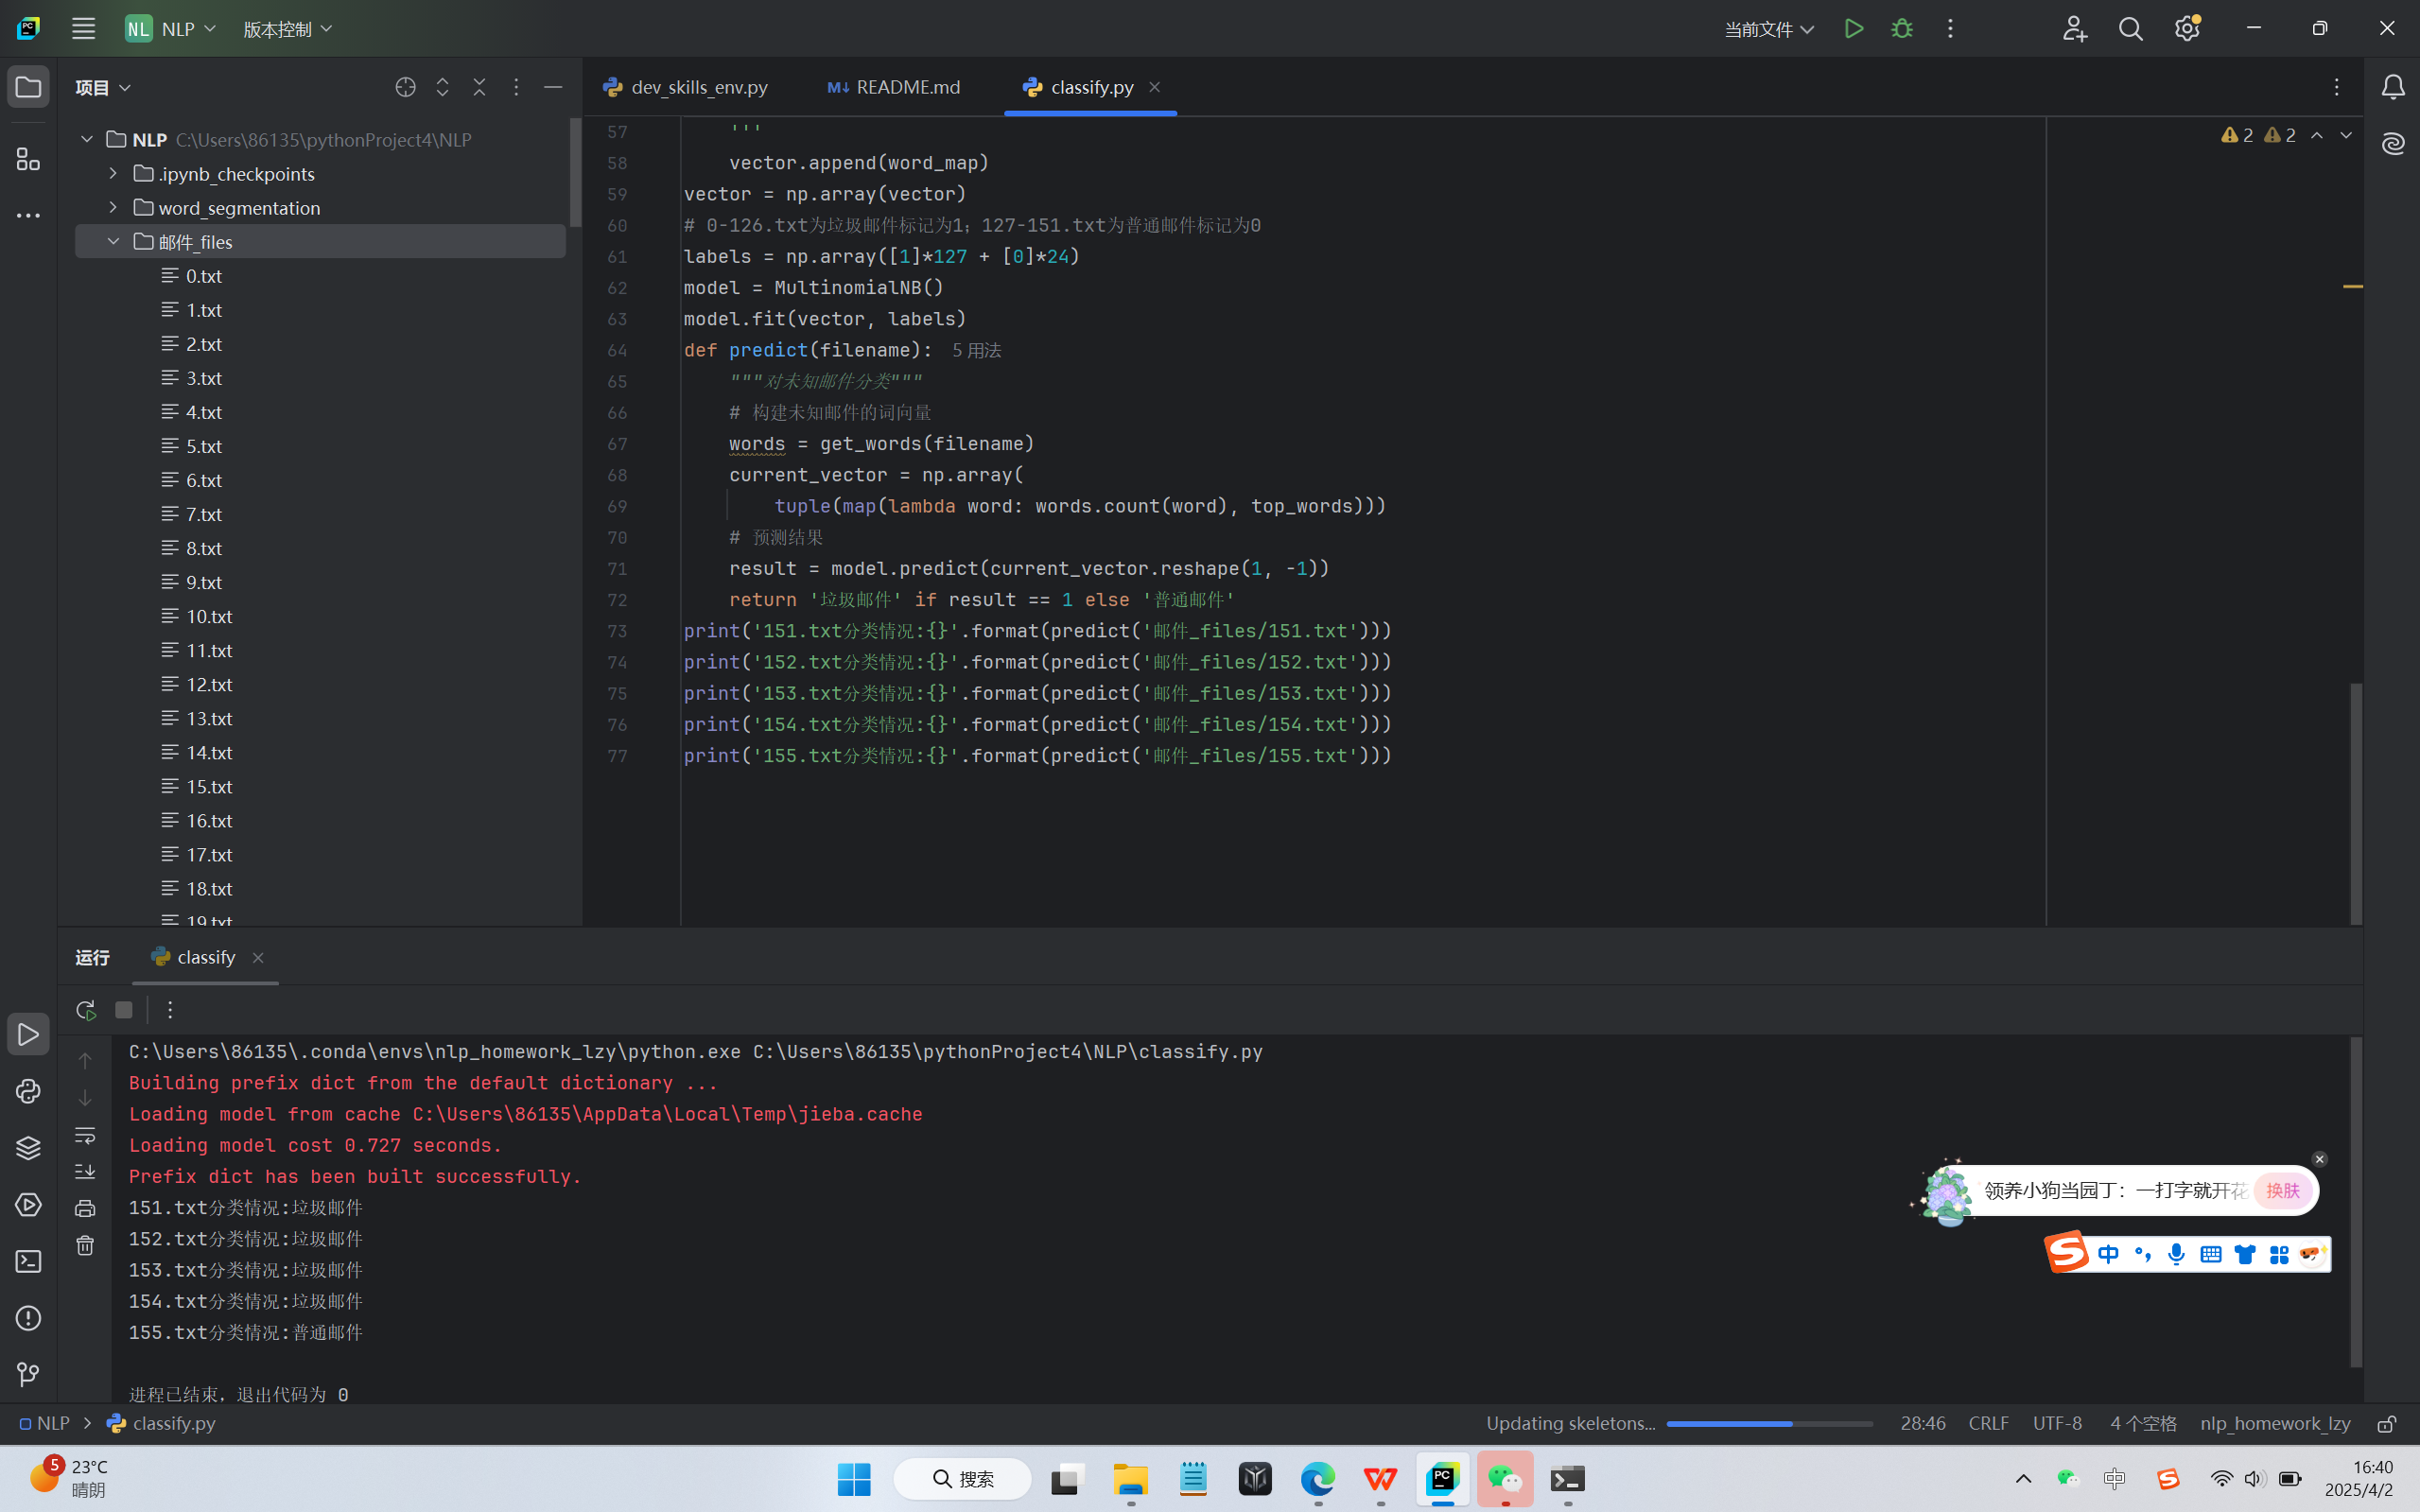 NL NLP 版本控制 当前文件
项目
dev_skills_env.py M↓ README.md classify.py
NLP C:\Users\86135\pythonProject4\NLP
.ipynb_checkpoints
word_segmentation
邮件_files
0.txt
1.txt
2.txt
3.txt
4.txt
5.txt
6.txt
7.txt
8.txt
9.txt
10.txt
11.txt
12.txt
13.txt
14.txt
15.txt
16.txt
17.txt
18.txt
19.txt
2 2
57 '''
58 vector.append(word_map)
59 vector = np.array(vector)
60 # 0-126.txt为垃圾邮件标记为1; 127-151.txt为普通邮件标记为0
61 labels = np.array([1]*127 + [0]*24)
62 model = MultinomialNB()
63 model.fit(vector, labels)
64 def predict(filename): 5 用法
65 """对未知邮件分类"""
66 # 构建未知邮件的词向量
67 words = get_words(filename)
68 current_vector = np.array(
69 tuple(map(lambda word: words.count(word), top_words)))
70 # 预测结果
71 result = model.predict(current_vector.reshape(1, -1))
72 return '垃圾邮件' if result == 1 else '普通邮件'
73 print('151.txt分类情况:{}'.format(predict('邮件_files/151.txt')))
74 print('152.txt分类情况:{}'.format(predict('邮件_files/152.txt')))
75 print('153.txt分类情况:{}'.format(predict('邮件_files/153.txt')))
76 print('154.txt分类情况:{}'.format(predict('邮件_files/154.txt')))
77 print('155.txt分类情况:{}'.format(predict('邮件_files/155.txt')))
运行 classify
C:\Users\86135\.conda\envs\nlp_homework_lzy\python.exe C:\Users\86135\pythonProject4\NLP\classify.py
Building prefix dict from the default dictionary ...
Loading model from cache C:\Users\86135\AppData\Local\Temp\jieba.cache
Loading model cost 0.727 seconds.
Prefix dict has been built successfully.
151.txt分类情况:垃圾邮件
152.txt分类情况:垃圾邮件
153.txt分类情况:垃圾邮件
154.txt分类情况:垃圾邮件
155.txt分类情况:普通邮件
进程已结束，退出代码为 0
领养小狗当园丁：一打字就开花 换肤
中
NLP classify.py Updating skeletons... 28:46 CRLF UTF-8 4 个空格 nlp_homework_lzy
5 23°C
晴朗
搜索
16:40
2025/4/2